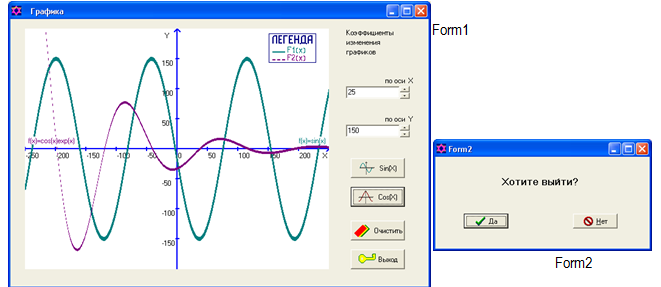 Графика
Form1
ЛЕГЕНДА
F1(x)
F2(x)
Y
150
100
50
0
-50
-100
-150
-250 -200 -150 -100 -50 0 50 100 150 200 X
f(x)=cos(x)exp(x)
f(x)=sin(x)
Коэффициенты
изменения
графиков
по оси X
25
по оси Y
150
Sin(X)
Cos(X)
Очистить
Выход
Form2
Хотите выйти?
Да
Нет
Form2